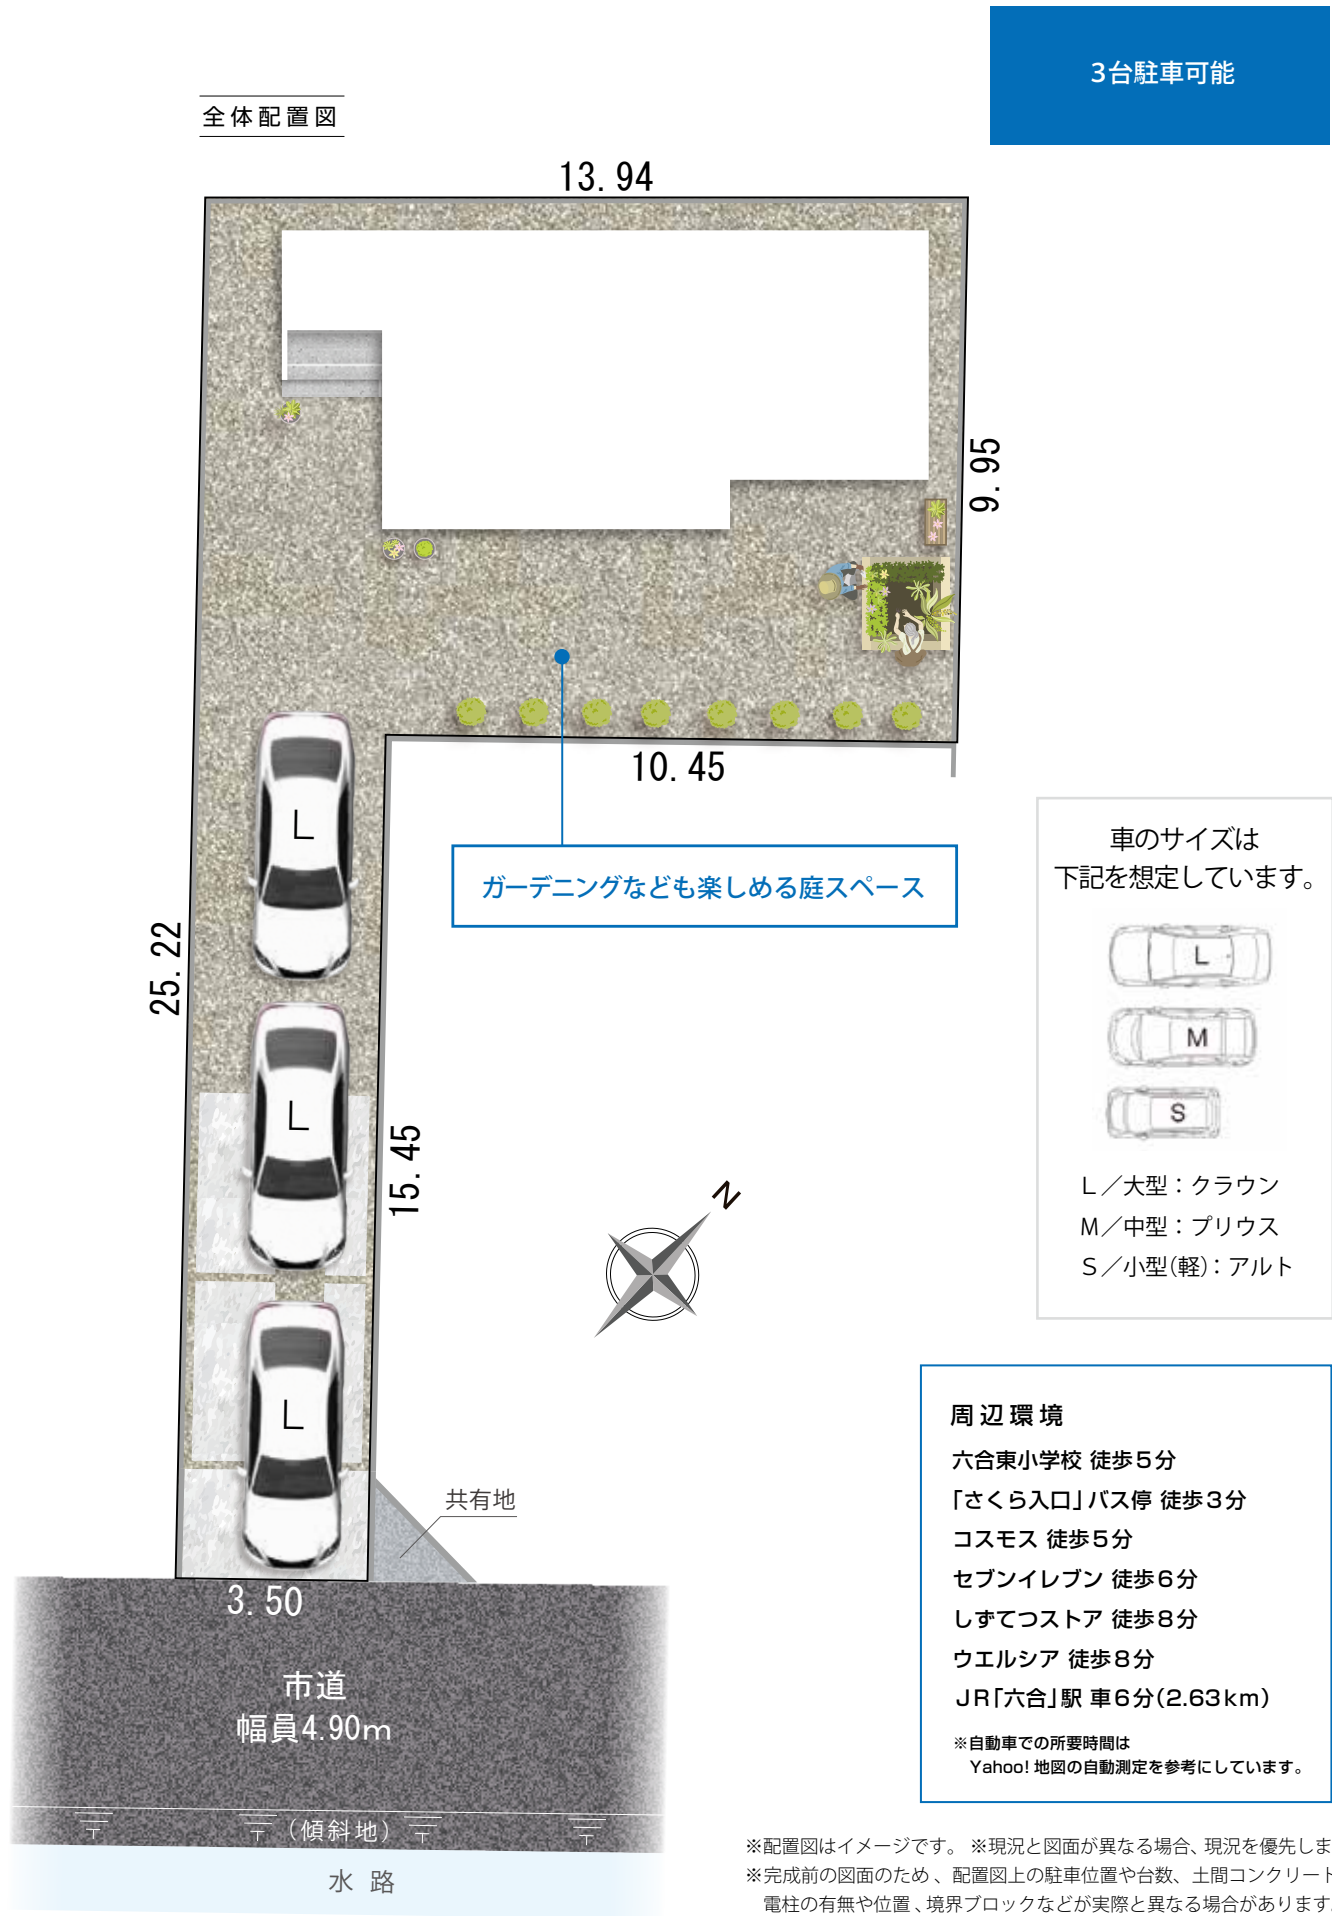 3台駐車可能
全体配置図
13.94
9.95
10.45
ガーデニングなども楽しめる庭スペース
L
25.22
L
15.45
N
L
共有地
3.50
市道
幅員4.90m
(傾斜地)
水路
車のサイズは
下記を想定しています。
L
M
S
L/大型:クラウン
M/中型:プリウス
S/小型(軽):アルト
周辺環境
六合東小学校 徒歩5分
「さくら入口」バス停 徒歩3分
コスモス 徒歩5分
セブンイレブン 徒歩6分
しずてつストア 徒歩8分
ウエルシア 徒歩8分
JR「六合」駅 車6分(2.63km)
※自動車での所要時間は
Yahoo!地図の自動測定を参考にしています。
※配置図はイメージです。 ※現況と図面が異なる場合、現況を優先しま
※完成前の図面のため、配置図上の駐車位置や台数、土間コンクリート
電柱の有無や位置、境界ブロックなどが実際と異なる場合があります。